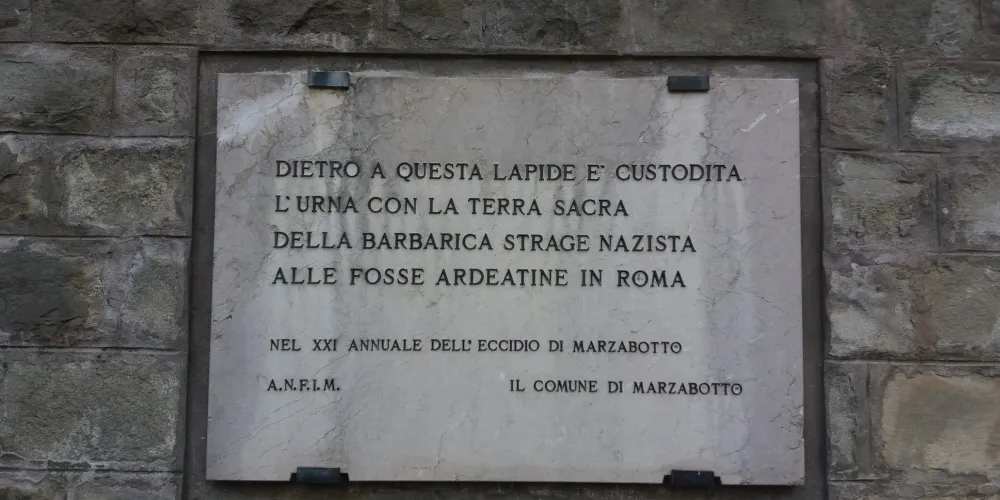 DIETRO A QUESTA LAPIDE E' CUSTODITA
L'URNA CON LA TERRA SACRA
DELLA BARBARICA STRAGE NAZISTA
ALLE FOSSE ARDEATINE IN ROMA
NEL XXI ANNUALE DELL'ECCIDIO DI MARZABOTTO
A.N.F.I.M. IL COMUNE DI MARZABOTTO